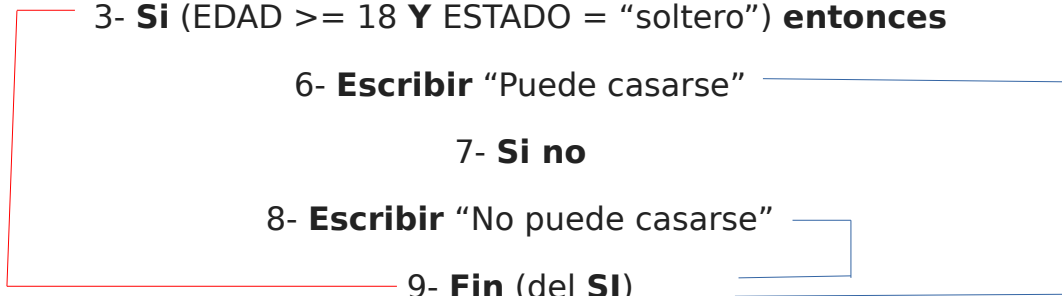 3- Si (EDAD >= 18 Y ESTADO = “soltero”) entonces
6- Escribir “Puede casarse”
7- Si no
8- Escribir “No puede casarse”
9- Fin (del SI)